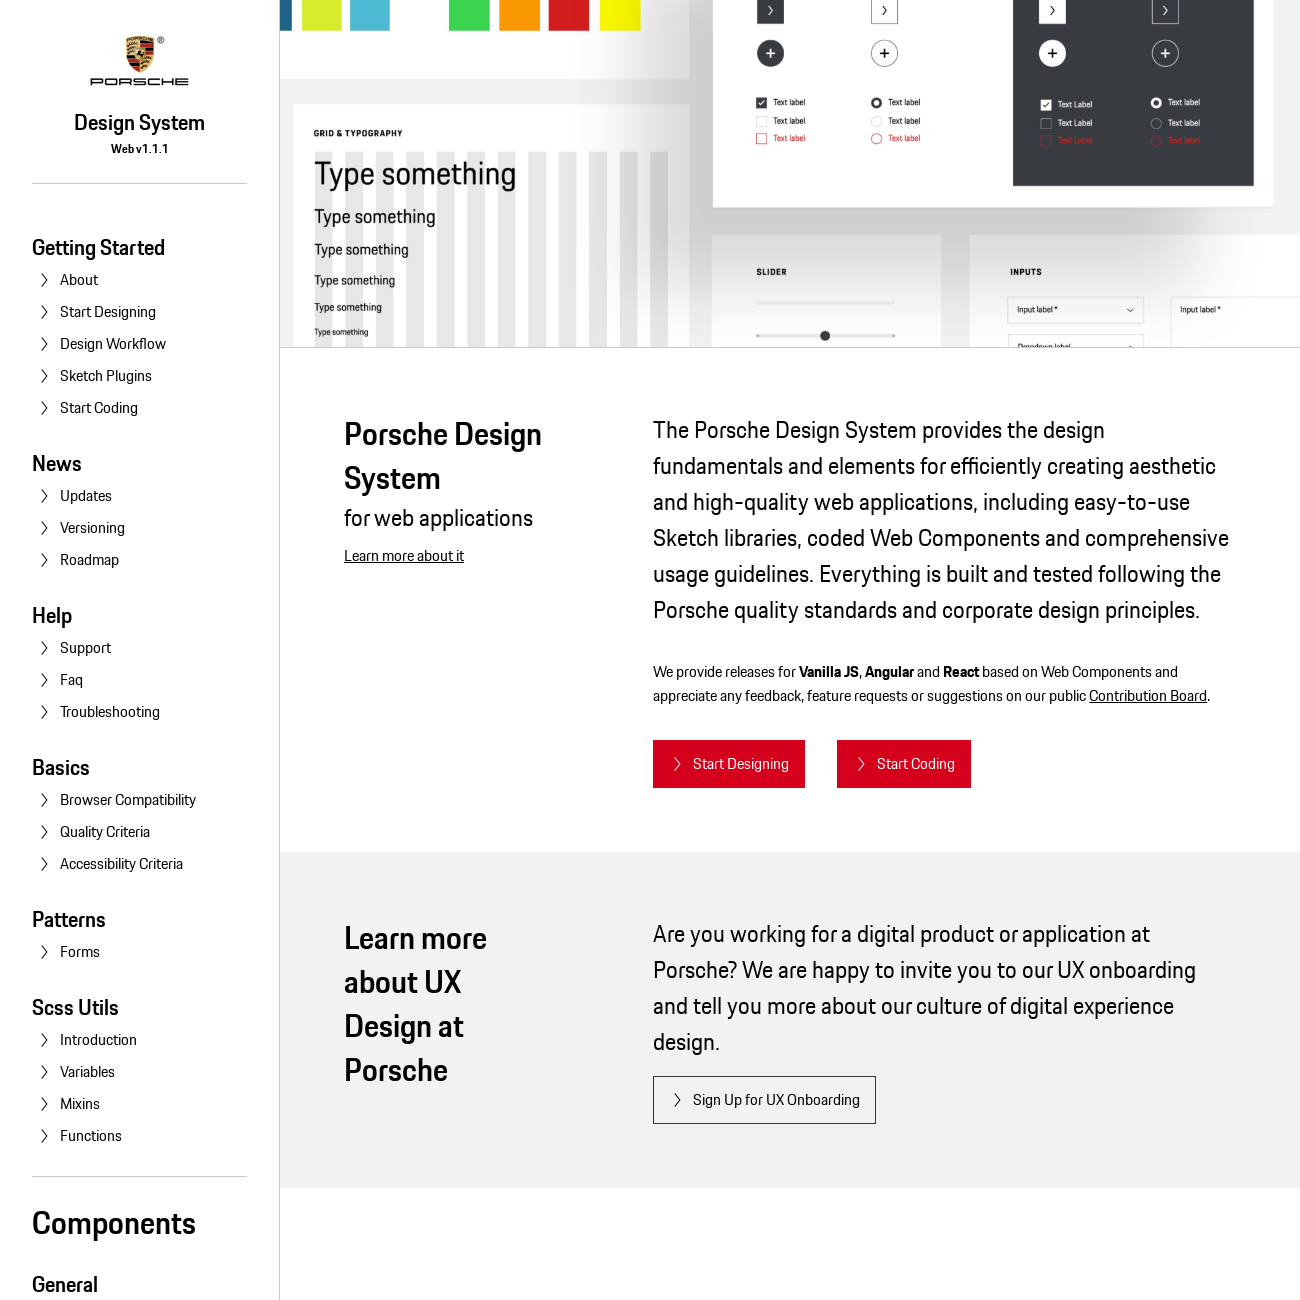 PORSCHE
®
Design System
Web v1.1.1
Getting Started
About
Start Designing
Design Workflow
Sketch Plugins
Start Coding
News
Updates
Versioning
Roadmap
Help
Support
Faq
Troubleshooting
Basics
Browser Compatibility
Quality Criteria
Accessibility Criteria
Patterns
Forms
Scss Utils
Introduction
Variables
Mixins
Functions
Components
General
GRID & TYPOGRAPHY
Type something
Type something
Type something
Type something
Type something
Type something
Text label
Text label
Text label
Text label
Text label
Text label
Text Label
Text Label
Text Label
Text label
Text label
Text label
SLIDER
INPUTS
Input label *
Input label *
Dropdown label
Porsche Design
System
for web applications
Learn more about it
The Porsche Design System provides the design
fundamentals and elements for efficiently creating aesthetic
and high-quality web applications, including easy-to-use
Sketch libraries, coded Web Components and comprehensive
usage guidelines. Everything is built and tested following the
Porsche quality standards and corporate design principles.
We provide releases for Vanilla JS, Angular and React based on Web Components and
appreciate any feedback, feature requests or suggestions on our public Contribution Board.
Start Designing
Start Coding
Learn more
about UX
Design at
Porsche
Are you working for a digital product or application at
Porsche? We are happy to invite you to our UX onboarding
and tell you more about our culture of digital experience
design.
Sign Up for UX Onboarding